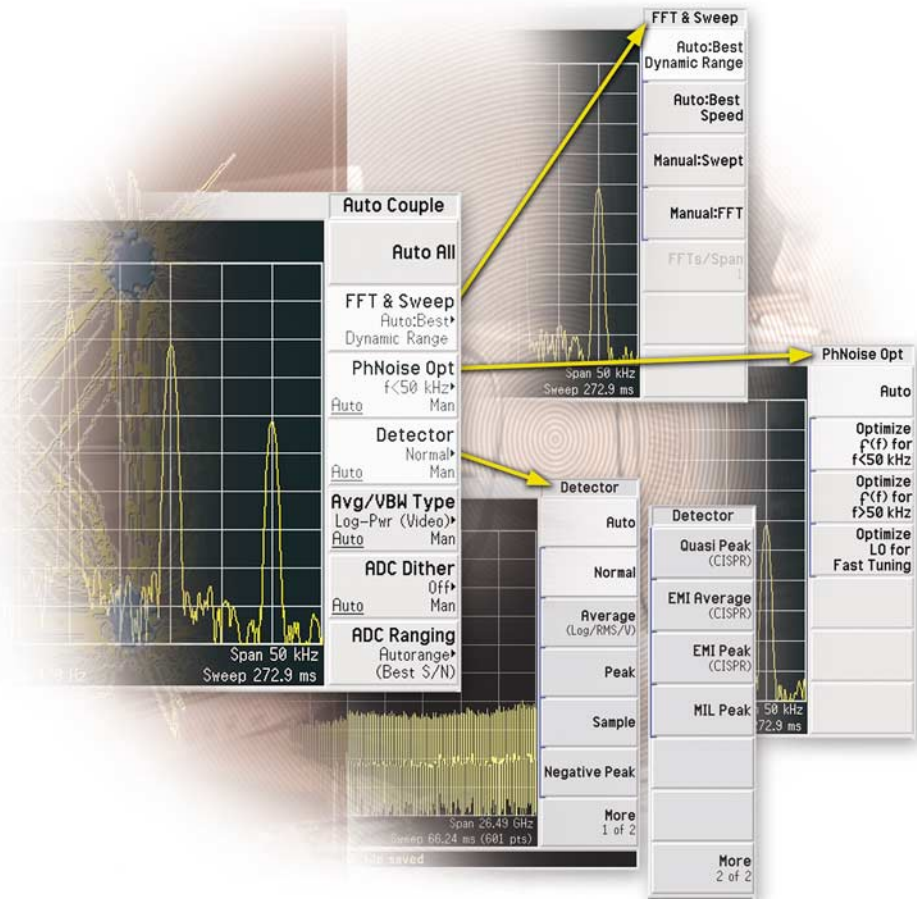 FFT & Sweep
Auto:Best
Dynamic Range
Auto:Best
Speed
Manual:Swept
Manual:FFT
FFTs/Span
1
Span 50 kHz
Sweep 272.9 ms
Auto Couple
Auto All
FFT & Sweep
Auto:Best
Dynamic Range
PhNoise Opt
f<50 kHz
Auto Man
Detector
Normal
Auto Man
Avg/VBW Type
Log-Pwr (Video)
Auto Man
ADC Dither
Off
Auto Man
ADC Ranging
Autorange
(Best S/N)
Span 50 kHz
Sweep 272.9 ms
PhNoise Opt
Auto
Optimize
ℒ(f) for
f<50 kHz
Optimize
ℒ(f) for
f>50 kHz
Optimize
LO for
Fast Tuning
50 kHz
72.9 ms
Detector
Auto
Normal
Average
(Log/RMS/V)
Peak
Sample
Negative Peak
More
1 of 2
Span 26.49 GHz
Sweep 66.24 ms (601 pts)
saved
Detector
Quasi Peak
(CISPR)
EMI Average
(CISPR)
EMI Peak
(CISPR)
MIL Peak
More
2 of 2